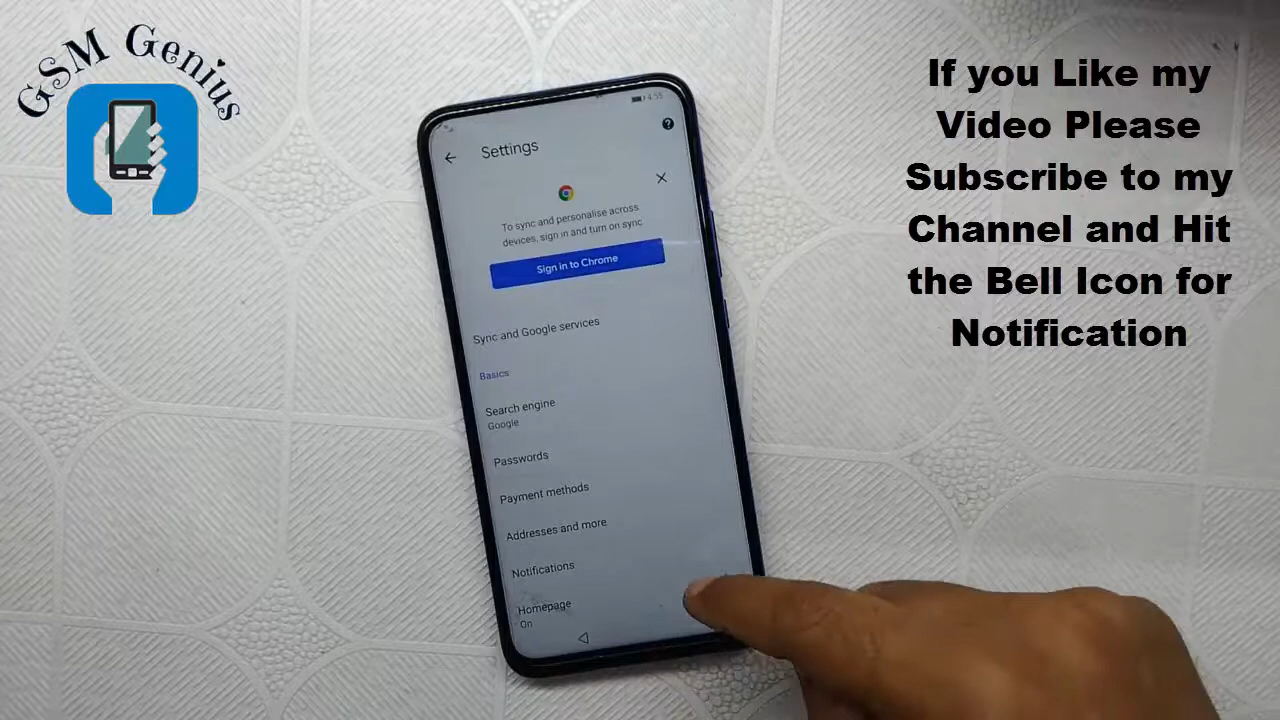 GSM Genius
If you Like my
Video Please
Subscribe to my
Channel and Hit
the Bell Icon for
Notification
4:55
Settings
To sync and personalise across
devices, sign in and turn on sync
Sign in to Chrome
Sync and Google services
Basics
Search engine
Google
Passwords
Payment methods
Addresses and more
Notifications
Homepage
On